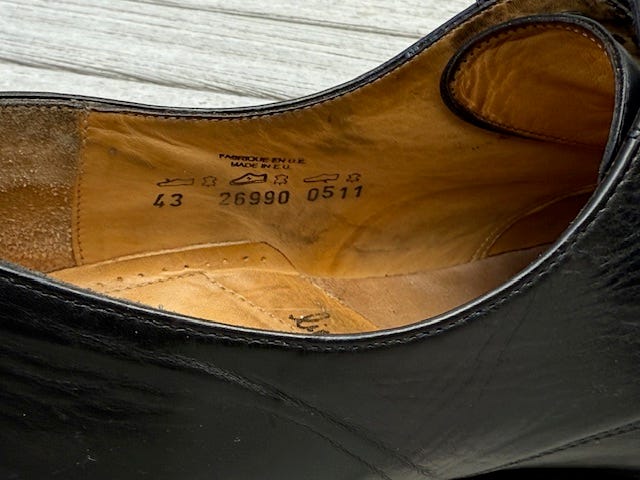 FABRIQUE EN U.E.
MADE IN E.U.
43 26990 0511